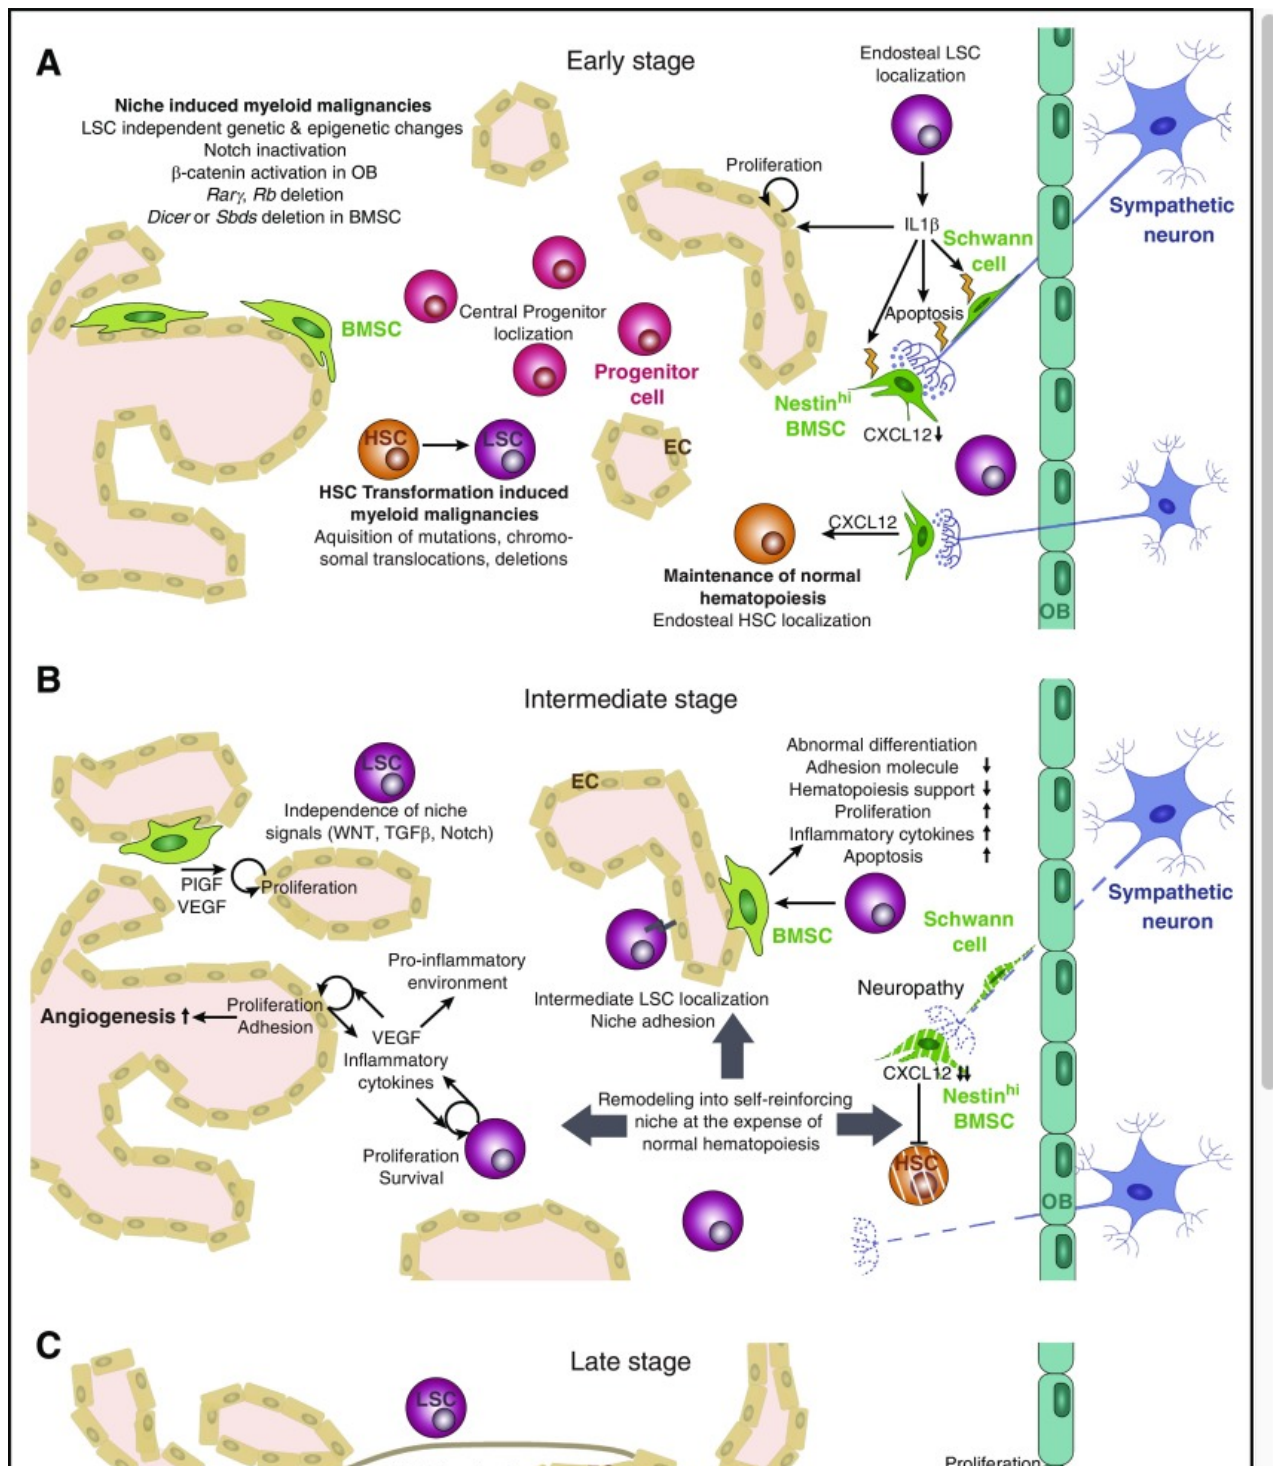 A
Early stage
Niche induced myeloid malignancies
LSC independent genetic & epigenetic changes
Notch inactivation
β-catenin activation in OB
Rarγ, Rb deletion
Dicer or Sbds deletion in BMSC
Endosteal LSC
localization
Proliferation
IL1β
Schwann
cell
Sympathetic
neuron
BMSC
Central Progenitor
loclization
Apoptosis
Progenitor
cell
Nestinhi
BMSC
CXCL12
HSC
LSC
EC
HSC Transformation induced
myeloid malignancies
Aquisition of mutations, chromo-
somal translocations, deletions
CXCL12
Maintenance of normal
hematopoiesis
Endosteal HSC localization
OB
B
Intermediate stage
LSC
Independence of niche
signals (WNT, TGFβ, Notch)
PIGF
VEGF
Proliferation
EC
Abnormal differentiation
Adhesion molecule
Hematopoiesis support
Proliferation
Inflammatory cytokines
Apoptosis
BMSC
Schwann
cell
Sympathetic
neuron
Pro-inflammatory
environment
Angiogenesis
Proliferation
Adhesion
VEGF
Inflammatory
cytokines
Intermediate LSC localization
Niche adhesion
Neuropathy
CXCL12
Nestinhi
BMSC
Remodeling into self-reinforcing
niche at the expense of
normal hematopoiesis
Proliferation
Survival
HSC
OB
C
Late stage
LSC
Proliferation